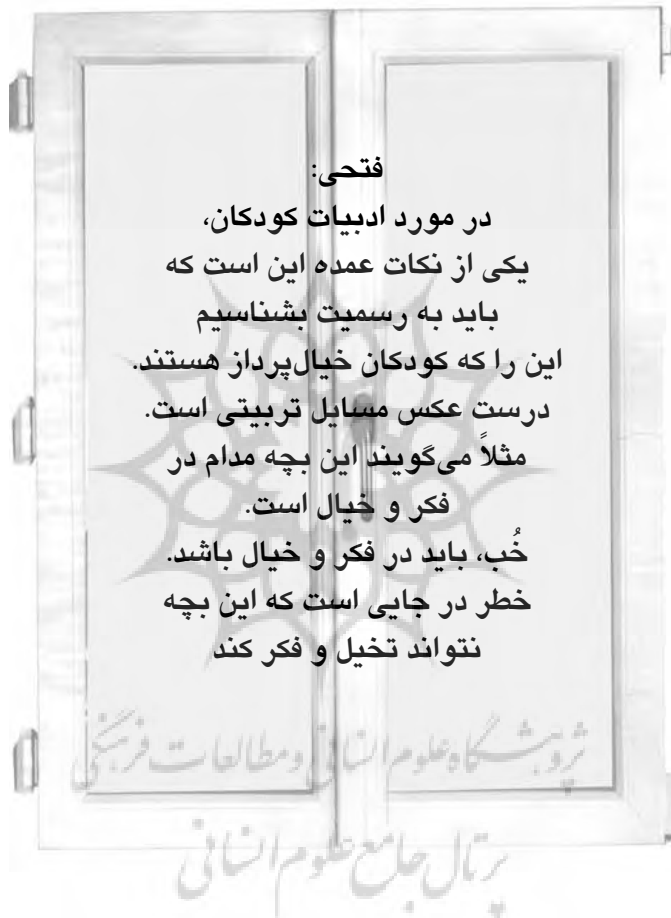 فتحی:
در مورد ادبیات کودکان،
یکی از نکات عمده این است که
باید به رسمیت بشناسیم
این را که کودکان خیال‌پرداز هستند.
درست عکس مسایل تربیتی است.
مثلاً می‌گویند این بچه مدام در
فکر و خیال است.
خُب، باید در فکر و خیال باشد.
خطر در جایی است که این بچه
نتواند تخیل و فکر کند
پژوهشگاه علوم انسانی و مطالعات فرهنگی
پرتال جامع علوم انسانی